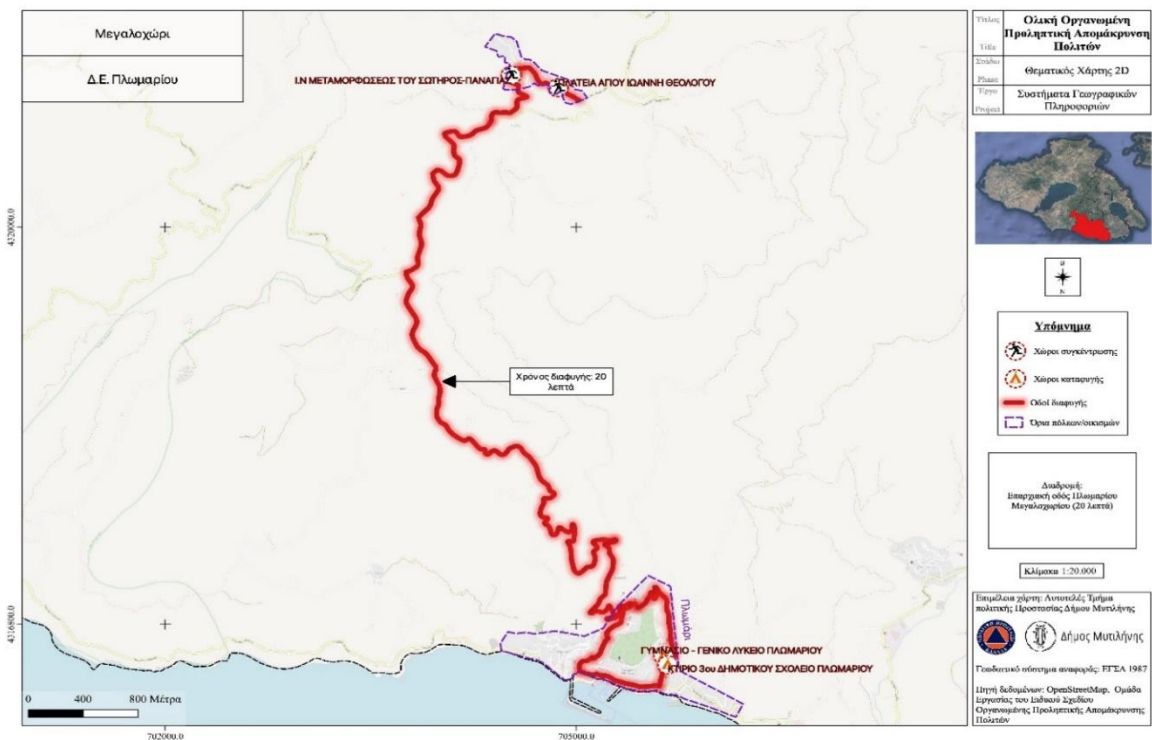 Μεγαλοχώρι
Δ.Ε. Πλωμαρίου
Ι.Ν ΜΕΤΑΜΟΡΦΩΣΕΩΣ ΤΟΥ ΣΩΤΗΡΟΣ-ΠΑΝΑΓΙΑΣ
ΠΛΑΤΕΙΑ ΑΓΙΟΥ ΙΩΑΝΝΗ ΘΕΟΛΟΓΟΥ
Χρόνος διαφυγής: 20
λεπτά
Πλωμάρι
ΓΥΜΝΑΣΙΟ - ΓΕΝΙΚΟ ΛΥΚΕΙΟ ΠΛΩΜΑΡΙΟΥ
ΚΤΙΡΙΟ 3ου ΔΗΜΟΤΙΚΟΥ ΣΧΟΛΕΙΟ ΠΛΩΜΑΡΙΟΥ
4320000.0
4316800.0
0 400 800 Μέτρα
702000.0
705000.0
Τίτλος
Title
Ολική Οργανωμένη
Προληπτική Απομάκρυνση
Πολιτών
Στάδιο
Phase
Θεματικός Χάρτης 2D
Έργο
Project
Συστήματα Γεωγραφικών
Πληροφοριών
B
N
Υπόμνημα
Χώροι συγκέντρωσης
Χώροι καταφυγής
Οδοί διαφυγής
Όρια πόλεων/οικισμών
Διαδρομή:
Επαρχιακή οδός Πλωμαρίου
Μεγαλοχωρίου (20 λεπτά)
Κλίμακα 1:20.000
Επιμέλεια χάρτη: Αυτοτελές Τμήμα
πολιτικής Προστασίας Δήμου Μυτιλήνης
Δήμος Μυτιλήνης
Γεωδαιτικό σύστημα αναφοράς: ΕΓΣΑ 1987
Πηγή δεδομένων: OpenStreetMap, Ομάδα
Εργασίας του Ειδικού Σχεδίου
Οργανωμένης Προληπτικής Απομάκρυνσης
Πολιτών